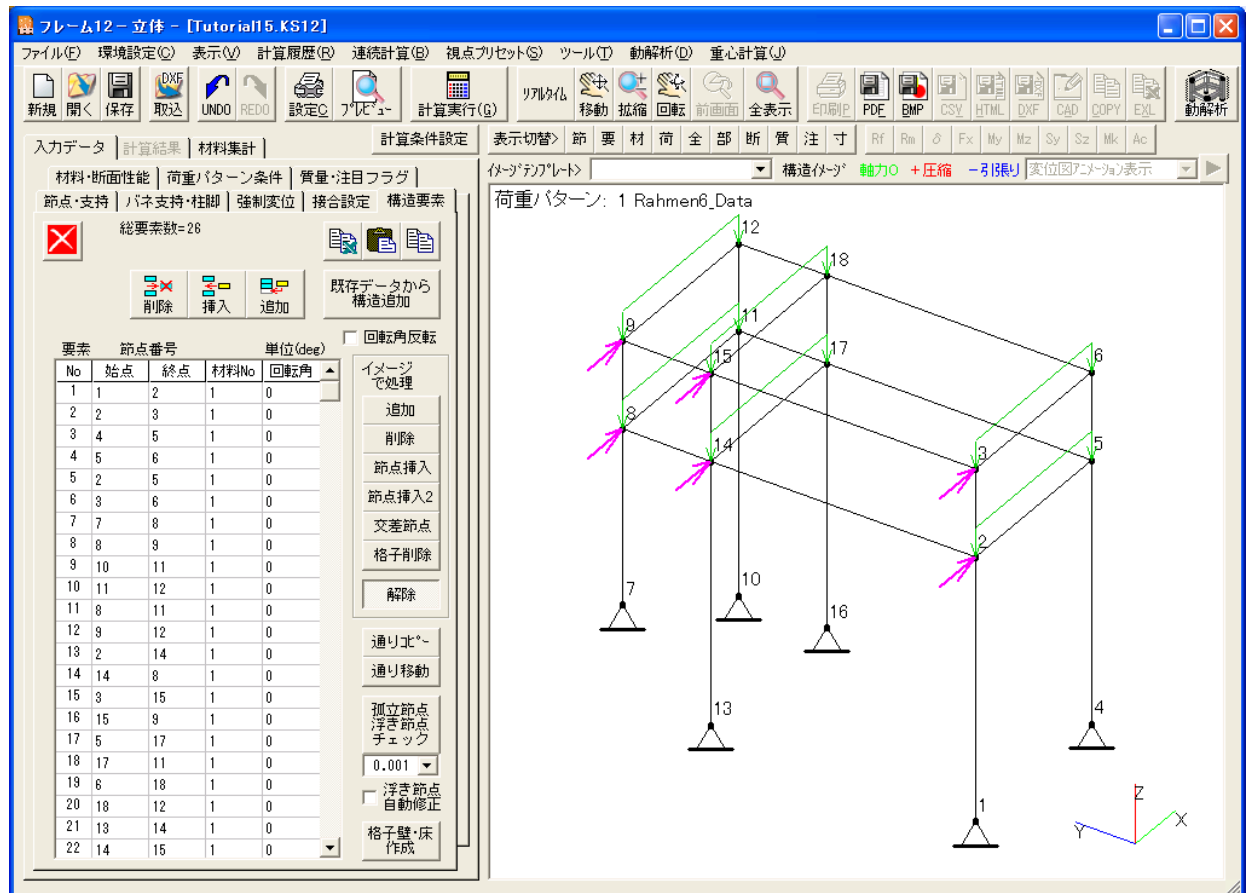 フレーム12－立体 - [Tutorial15.KS12]
ファイル(F) 環境設定(C) 表示(V) 計算履歴(R) 連続計算(B) 視点プリセット(S) ツール(T) 動解析(D) 重心計算(J)
新規 開く 保存 DXF 取込 UNDO REDO 設定C ﾌﾟﾚﾋﾞｭｰ 計算実行(G) ﾘｱﾙﾀｲﾑ 移動 拡縮 回転 前画面 全表示 印刷P PDF BMP CSV HTML DXF CAD COPY EXL 動解析
入力データ 計算結果 材料集計 計算条件設定 表示切替> 節 要 材 荷 全 部 断 質 注 寸 Rf Rm δ Fx My Mz Sy Sz Mk Ac
ｲﾒｰｼﾞﾃﾝﾌﾟﾚｰﾄ> 構造ｲﾒｰｼﾞ 軸力0 +圧縮 -引張り 変位図ｱﾆﾒｰｼｮﾝ表示
材料・断面性能 荷重パターン条件 質量・注目フラグ
節点・支持 バネ支持・柱脚 強制変位 接合設定 構造要素
総要素数=26
削除 挿入 追加
既存データから
構造追加
回転角反転
要素 節点番号 単位(deg)
No 始点 終点 材料No 回転角
1 1 2 1 0
2 2 3 1 0
3 4 5 1 0
4 5 6 1 0
5 2 5 1 0
6 3 6 1 0
7 7 8 1 0
8 8 9 1 0
9 10 11 1 0
10 11 12 1 0
11 8 11 1 0
12 9 12 1 0
13 2 14 1 0
14 14 8 1 0
15 3 15 1 0
16 15 9 1 0
17 5 17 1 0
18 17 11 1 0
19 6 18 1 0
20 18 12 1 0
21 13 14 1 0
22 14 15 1 0
イメージ
で処理
追加
削除
節点挿入
節点挿入2
交差節点
格子削除
解除
通りｺﾋﾟｰ
通り移動
孤立節点
浮き節点
チェック
0.001
浮き節点
自動修正
格子壁・床
作成
荷重パターン: 1 Rahmen6_Data
12
18
9
11
15
17
6
8
14
3
5
2
7
10
16
13
4
1
Z
Y
X